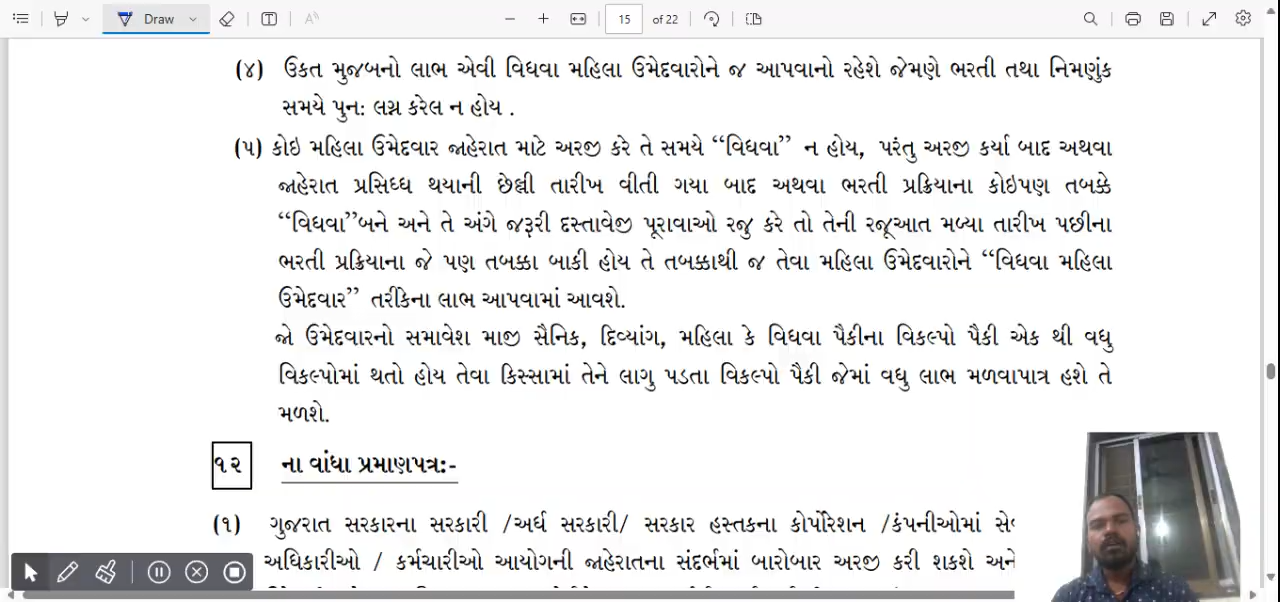 Draw
15 of 22
(૪) ઉકત મુજબનો લાભ એવી વિધવા મહિલા ઉમેદવારોને જ આપવાનો રહેશે જેમણે ભરતી તથા નિમણુંક
સમયે પુન: લગ્ન કરેલ ન હોય .
(૫) કોઇ મહિલા ઉમેદવાર જાહેરાત માટે અરજી કરે તે સમયે “વિધવા” ન હોય, પરંતુ અરજી કર્યા બાદ અથવા
જાહેરાત પ્રસિધ્ધ થયાની છેલ્લી તારીખ વીતી ગયા બાદ અથવા ભરતી પ્રક્રિયાના કોઇપણ તબક્કે
“વિધવા”બને અને તે અંગે જરૂરી દસ્તાવેજી પૂરાવાઓ રજુ કરે તો તેની રજૂઆત મળ્યા તારીખ પછીના
ભરતી પ્રક્રિયાના જે પણ તબક્કા બાકી હોય તે તબક્કાથી જ તેવા મહિલા ઉમેદવારોને “વિધવા મહિલા
ઉમેદવાર” તરીકેના લાભ આપવામાં આવશે.
જો ઉમેદવારનો સમાવેશ માજી સૈનિક, દિવ્યાંગ, મહિલા કે વિધવા પૈકીના વિકલ્પો પૈકી એક થી વધુ
વિકલ્પોમાં થતો હોય તેવા કિસ્સામાં તેને લાગુ પડતા વિકલ્પો પૈકી જેમાં વધુ લાભ મળવાપાત્ર હશે તે
મળશે.
૧૨ ના વાંધા પ્રમાણપત્ર:-
(૧) ગુજરાત સરકારના સરકારી /અર્ધ સરકારી/ સરકાર હસ્તકના કોર્પોરેશન /કંપનીઓમાં
અધિકારીઓ / કર્મચારીઓ આયોગની જાહેરાતના સંદર્ભમાં બારોબાર અરજી કરી શકશે અને